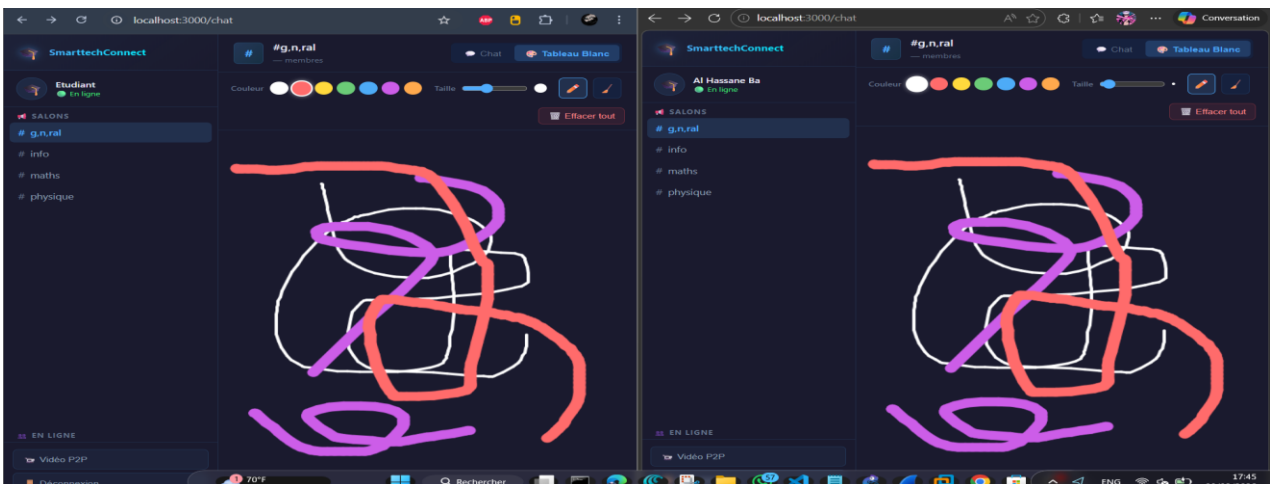 localhost:3000/chat
SmarttechConnect
#g,n,ral
— membres
Chat
Tableau Blanc
Etudiant
En ligne
Couleur
Taille
Effacer tout
SALONS
# g,n,ral
# info
# maths
# physique
EN LIGNE
Vidéo P2P
Déconnexion
localhost:3000/chat
Conversation
SmarttechConnect
#g,n,ral
— membres
Chat
Tableau Blanc
Al Hassane Ba
En ligne
Couleur
Taille
Effacer tout
SALONS
# g,n,ral
# info
# maths
# physique
EN LIGNE
Vidéo P2P
1
70°F
Rechercher
57
ENG
17:45